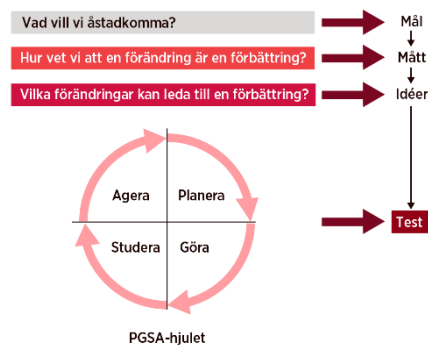 Vad vill vi åstadkomma?
Mål
Hur vet vi att en förändring är en förbättring?
Mått
Vilka förändringar kan leda till en förbättring?
Idéer
Agera
Planera
Studera
Göra
Test
PGSA-hjulet